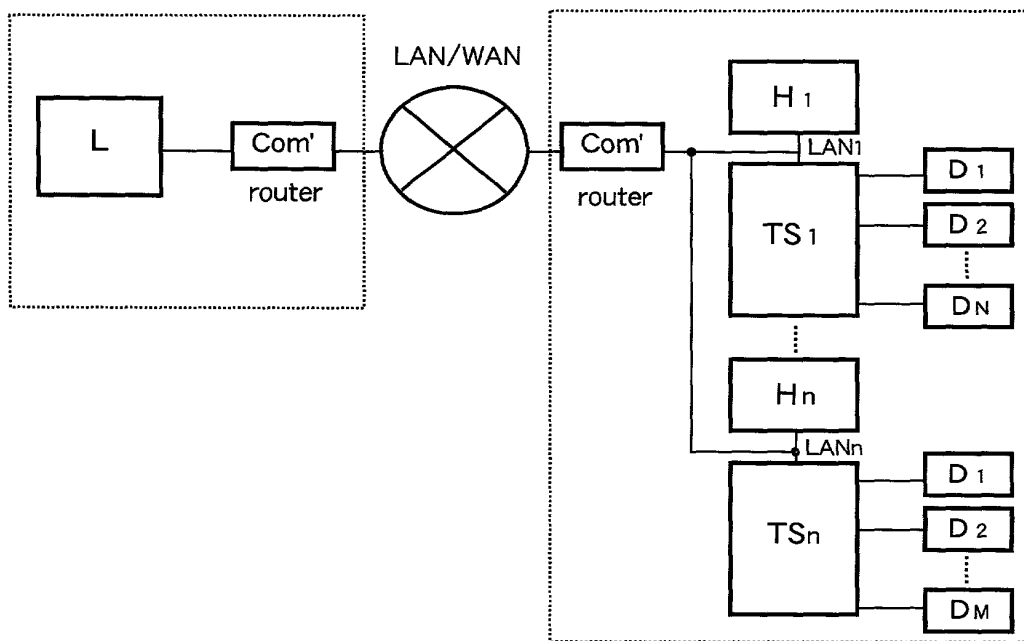 LAN/WAN
L
Com'
router
Com'
router
H1
LAN1
TS1
D1
D2
DN
Hn
LANn
TSn
D1
D2
DM